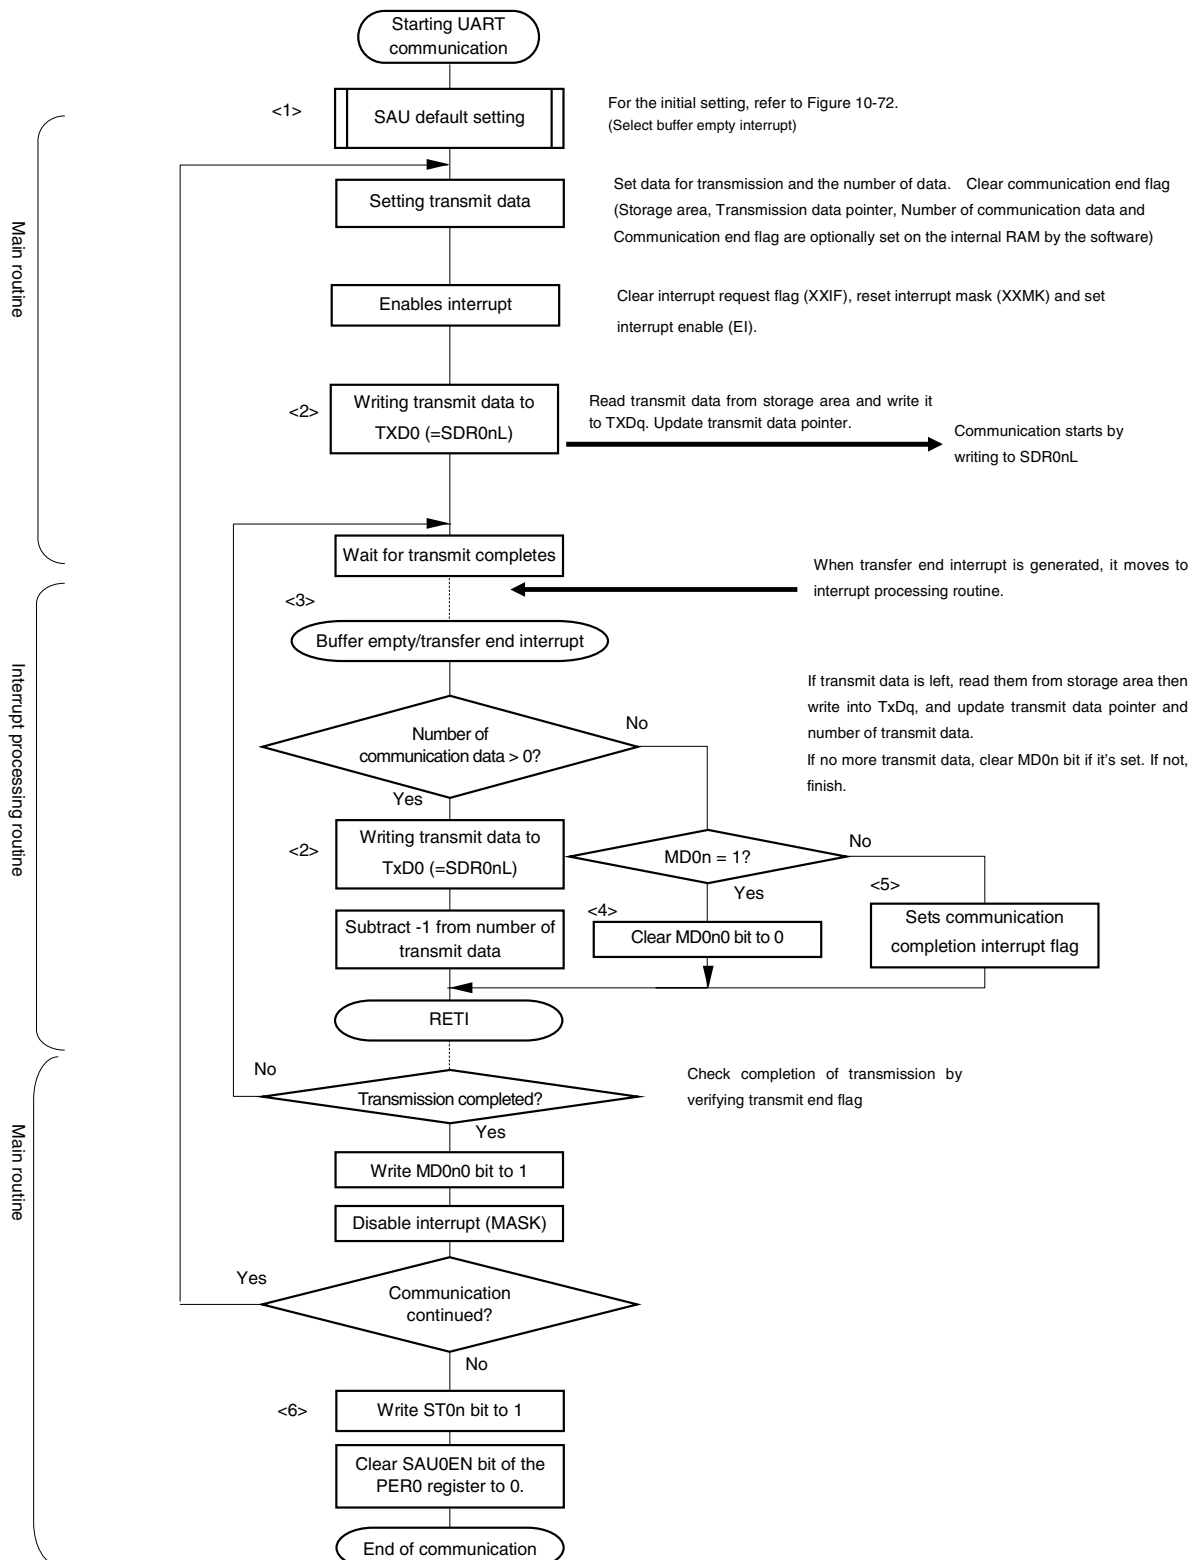 Starting UART
communication
<1>
SAU default setting
For the initial setting, refer to Figure 10-72.
(Select buffer empty interrupt)
Main routine
Setting transmit data
Set data for transmission and the number of data. Clear communication end flag
(Storage area, Transmission data pointer, Number of communication data and
Communication end flag are optionally set on the internal RAM by the software)
Enables interrupt
Clear interrupt request flag (XXIF), reset interrupt mask (XXMK) and set
interrupt enable (EI).
<2>
Writing transmit data to
TXD0 (=SDR0nL)
Read transmit data from storage area and write it
to TXDq. Update transmit data pointer.
Communication starts by
writing to SDR0nL
Wait for transmit completes
When transfer end interrupt is generated, it moves to
interrupt processing routine.
<3>
Buffer empty/transfer end interrupt
Interrupt processing routine
If transmit data is left, read them from storage area then
write into TxDq, and update transmit data pointer and
number of transmit data.
If no more transmit data, clear MD0n bit if it's set. If not,
finish.
Number of
communication data > 0?
No
Yes
<2>
Writing transmit data to
TxD0 (=SDR0nL)
MD0n = 1?
No
Yes
<4>
Clear MD0n0 bit to 0
<5>
Sets communication
completion interrupt flag
Subtract -1 from number of
transmit data
RETI
No
Transmission completed?
Yes
Check completion of transmission by
verifying transmit end flag
Main routine
Write MD0n0 bit to 1
Disable interrupt (MASK)
Yes
Communication
continued?
No
<6>
Write ST0n bit to 1
Clear SAU0EN bit of the
PER0 register to 0.
End of communication